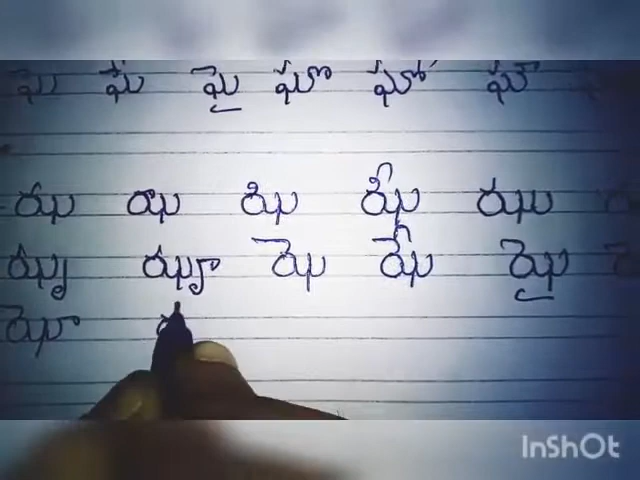 ఘె ఘే ఘై ఘొ ఘో ఘౌ
ఝ ఝా ఝి ఝీ ఝు
ఝృ ఝౄ ఝె ఝే ఝై
ఝౌ
InShOt